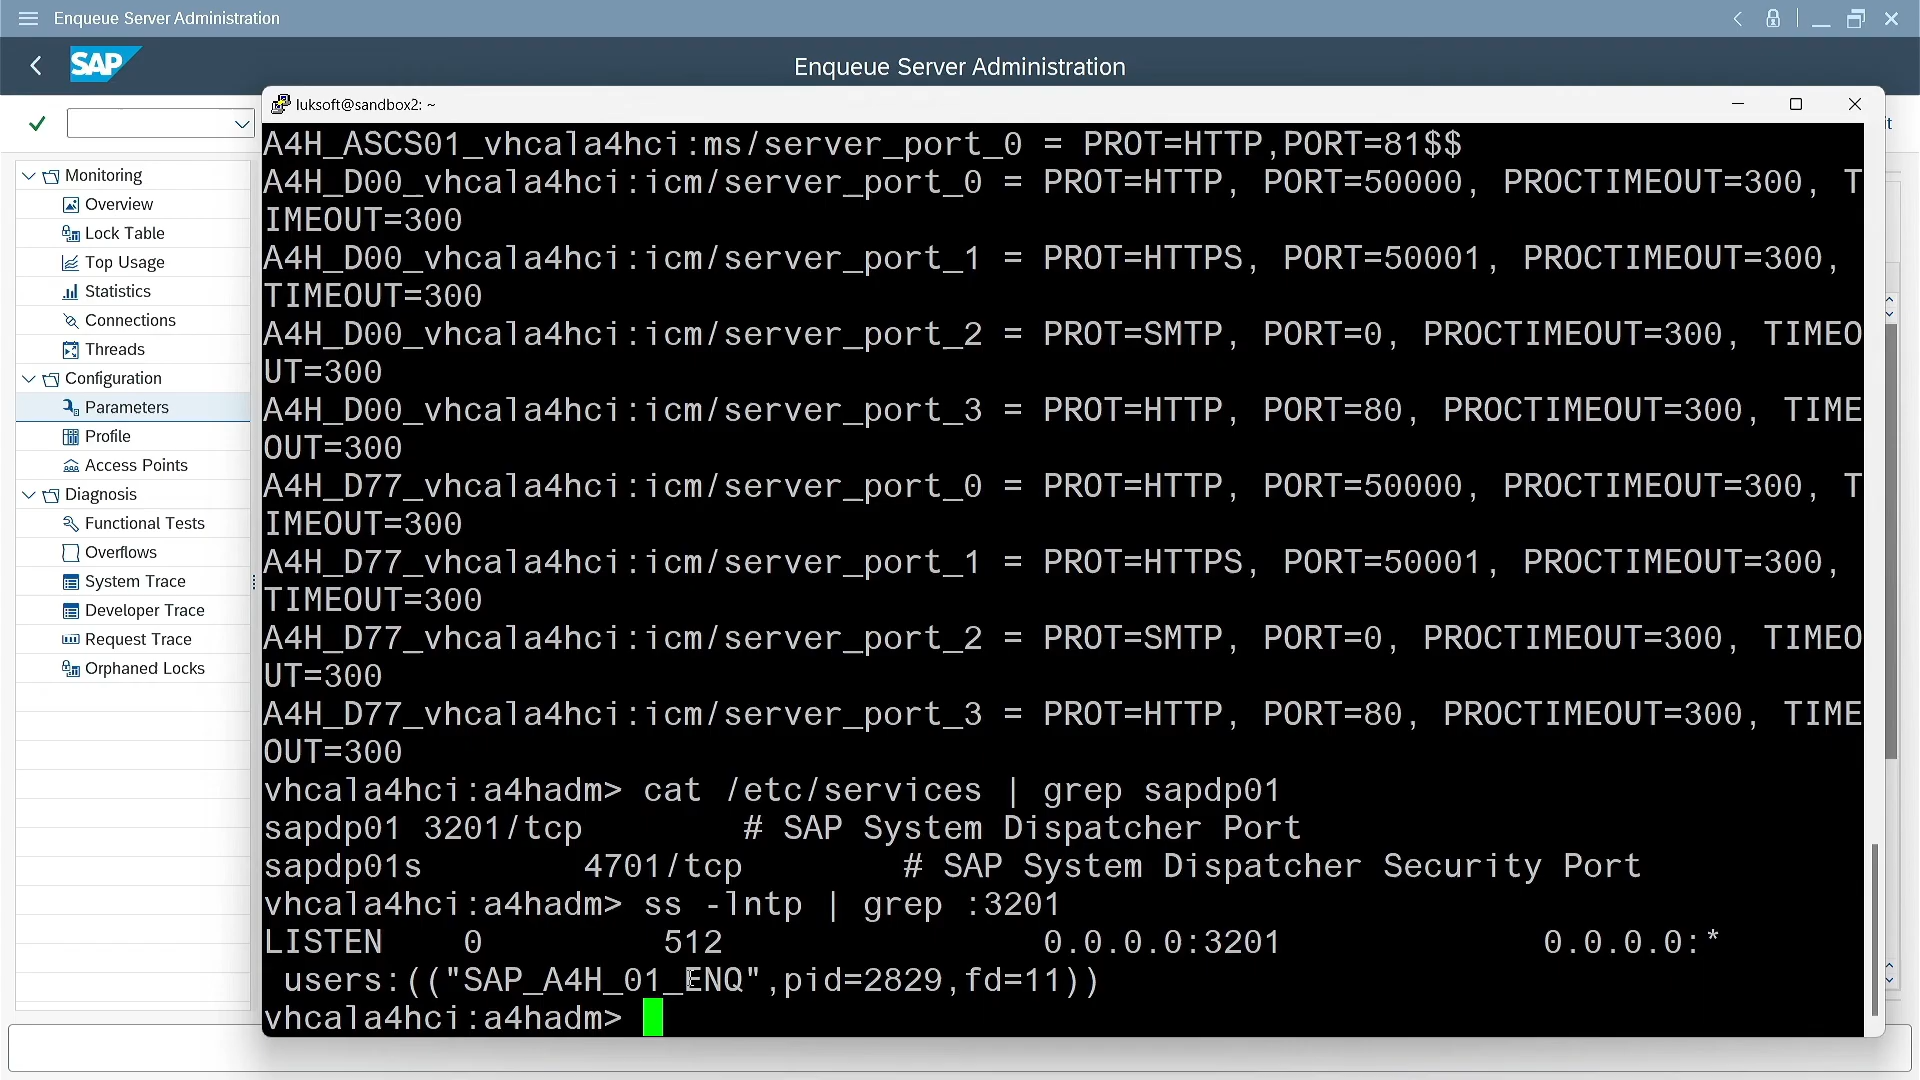 Enqueue Server Administration
SAP
Enqueue Server Administration
luksoft@sandbox2: ~
Monitoring
Overview
Lock Table
Top Usage
Statistics
Connections
Threads
Configuration
Parameters
Profile
Access Points
Diagnosis
Functional Tests
Overflows
System Trace
Developer Trace
Request Trace
Orphaned Locks
A4H_ASCS01_vhcala4hci:ms/server_port_0 = PROT=HTTP,PORT=81$$
A4H_D00_vhcala4hci:icm/server_port_0 = PROT=HTTP, PORT=50000, PROCTIMEOUT=300, T
IMEOUT=300
A4H_D00_vhcala4hci:icm/server_port_1 = PROT=HTTPS, PORT=50001, PROCTIMEOUT=300,
TIMEOUT=300
A4H_D00_vhcala4hci:icm/server_port_2 = PROT=SMTP, PORT=0, PROCTIMEOUT=300, TIMEO
UT=300
A4H_D00_vhcala4hci:icm/server_port_3 = PROT=HTTP, PORT=80, PROCTIMEOUT=300, TIME
OUT=300
A4H_D77_vhcala4hci:icm/server_port_0 = PROT=HTTP, PORT=50000, PROCTIMEOUT=300, T
IMEOUT=300
A4H_D77_vhcala4hci:icm/server_port_1 = PROT=HTTPS, PORT=50001, PROCTIMEOUT=300,
TIMEOUT=300
A4H_D77_vhcala4hci:icm/server_port_2 = PROT=SMTP, PORT=0, PROCTIMEOUT=300, TIMEO
UT=300
A4H_D77_vhcala4hci:icm/server_port_3 = PROT=HTTP, PORT=80, PROCTIMEOUT=300, TIME
OUT=300
vhcala4hci:a4hadm> cat /etc/services | grep sapdp01
sapdp01 3201/tcp # SAP System Dispatcher Port
sapdp01s 4701/tcp # SAP System Dispatcher Security Port
vhcala4hci:a4hadm> ss -lntp | grep :3201
LISTEN 0 512 0.0.0.0:3201 0.0.0.0:*
users:(("SAP_A4H_01_ENQ",pid=2829,fd=11))
vhcala4hci:a4hadm>